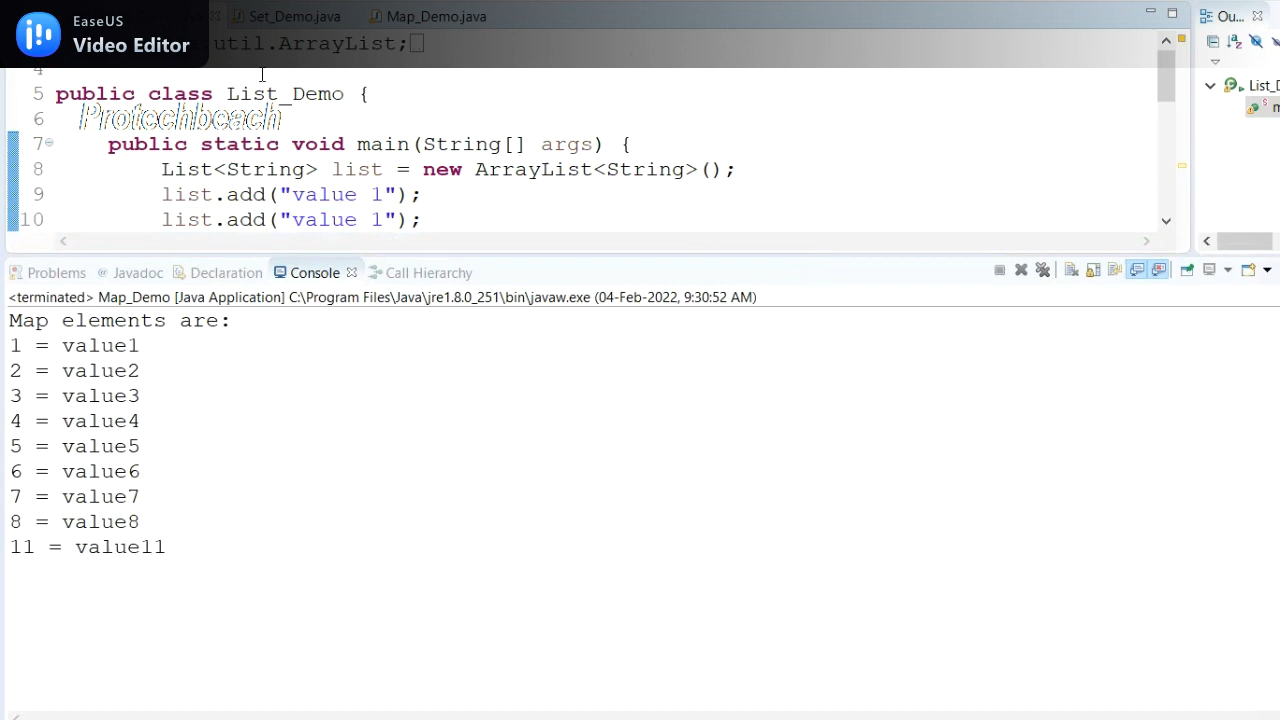 EaseUS
Video Editor
Set_Demo.java
Map_Demo.java
Ou...
util.ArrayList;
4
5 public class List_Demo {
6
Protechbeach
7 public static void main(String[] args) {
8 List<String> list = new ArrayList<String>();
9 list.add("value 1");
10 list.add("value 1");
List_D
m
Problems @ Javadoc Declaration Console Call Hierarchy
<terminated> Map_Demo [Java Application] C:\Program Files\Java\jre1.8.0_251\bin\javaw.exe (04-Feb-2022, 9:30:52 AM)
Map elements are:
1 = value1
2 = value2
3 = value3
4 = value4
5 = value5
6 = value6
7 = value7
8 = value8
11 = value11